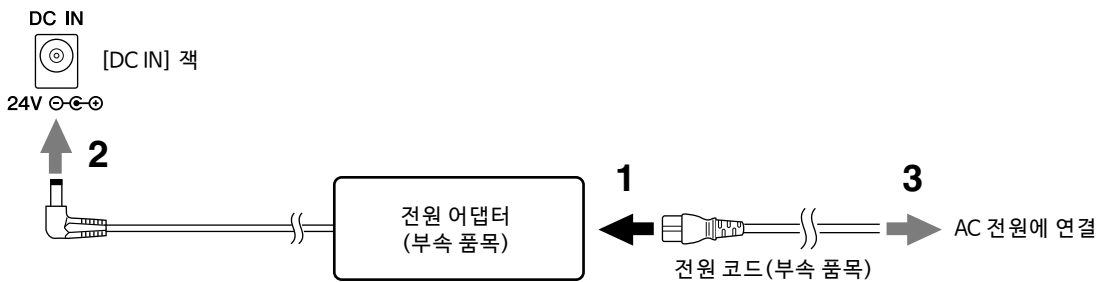 DC IN
[DC IN] 잭
24V
2
1
3
전원 어댑터
(부속 품목)
AC 전원에 연결
전원 코드(부속 품목)